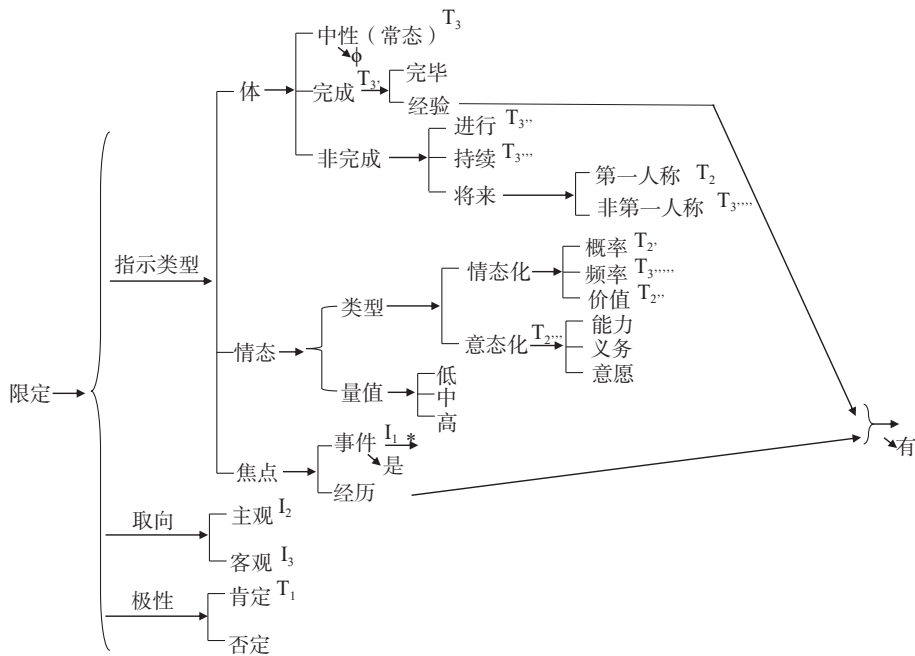 中性（常态）T₃
ϕ
体
完成 T₃,
完毕
经验
进行 T₃,,
非完成
持续 T₃,,,
将来
第一人称 T₂
非第一人称 T₃,,,,
指示类型
概率 T₂,
情态化
频率 T₃,,,,,
价值 T₂,,
类型
能力
意态化 T₂,,,
义务
意愿
情态
低
量值
中
高
限定
有
事件 I₁ *
是
焦点
经历
主观 I₂
取向
客观 I₃
肯定 T₁
极性
否定